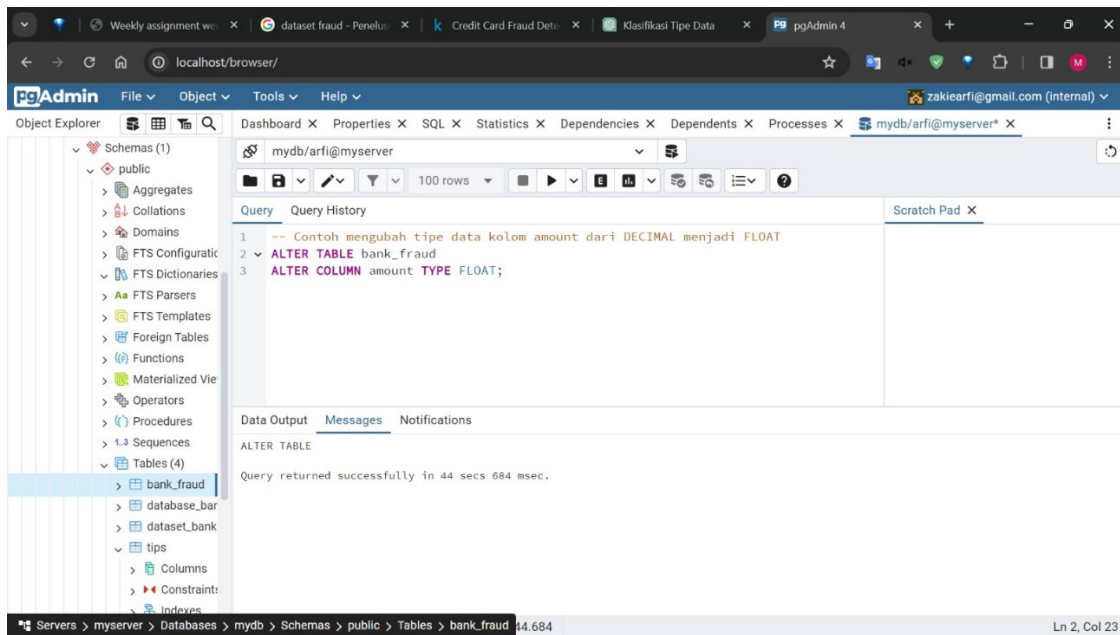 Weekly assignment we
dataset fraud - Penelus
Credit Card Fraud Dete
Klasifikasi Tipe Data
pgAdmin 4
localhost/browser/
M
pgAdmin
File
Object
Tools
Help
zakiearfi@gmail.com (internal)
Object Explorer
Dashboard
Properties
SQL
Statistics
Dependencies
Dependents
Processes
mydb/arfi@myserver*
Schemas (1)
public
Aggregates
Collations
Domains
FTS Configuratic
FTS Dictionaries
FTS Parsers
FTS Templates
Foreign Tables
Functions
Materialized Vie
Operators
Procedures
1..3 Sequences
Tables (4)
bank_fraud
database_bar
dataset_bank
tips
Columns
Constraints
Indexes
mydb/arfi@myserver
100 rows
Query
Query History
Scratch Pad
1 -- Contoh mengubah tipe data kolom amount dari DECIMAL menjadi FLOAT
2 ALTER TABLE bank_fraud
3 ALTER COLUMN amount TYPE FLOAT;
Data Output
Messages
Notifications
ALTER TABLE
Query returned successfully in 44 secs 684 msec.
Servers > myserver > Databases > mydb > Schemas > public > Tables > bank_fraud
44.684
Ln 2, Col 23